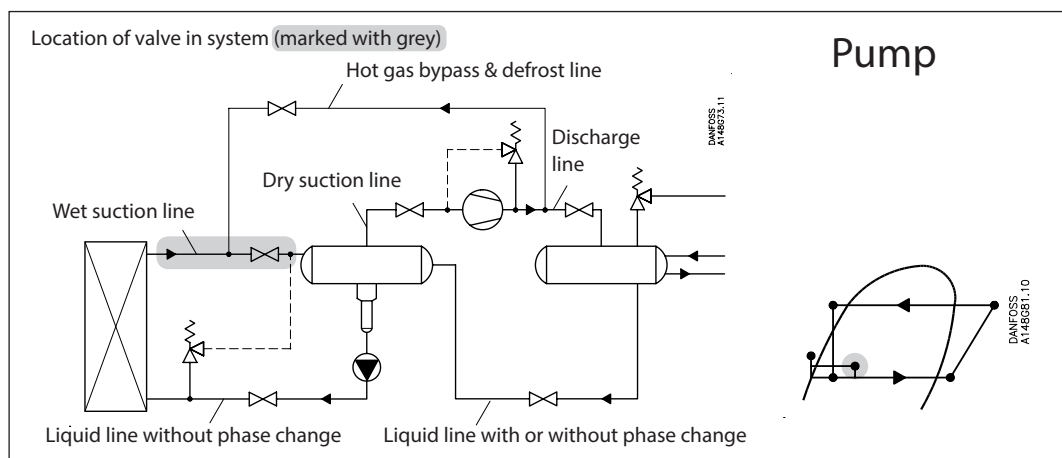 Location of valve in system (marked with grey)
Pump
Hot gas bypass & defrost line
DANFOSS
A148G73.11
Discharge
line
Dry suction line
Wet suction line
DANFOSS
A148G81.10
Liquid line without phase change
Liquid line with or without phase change